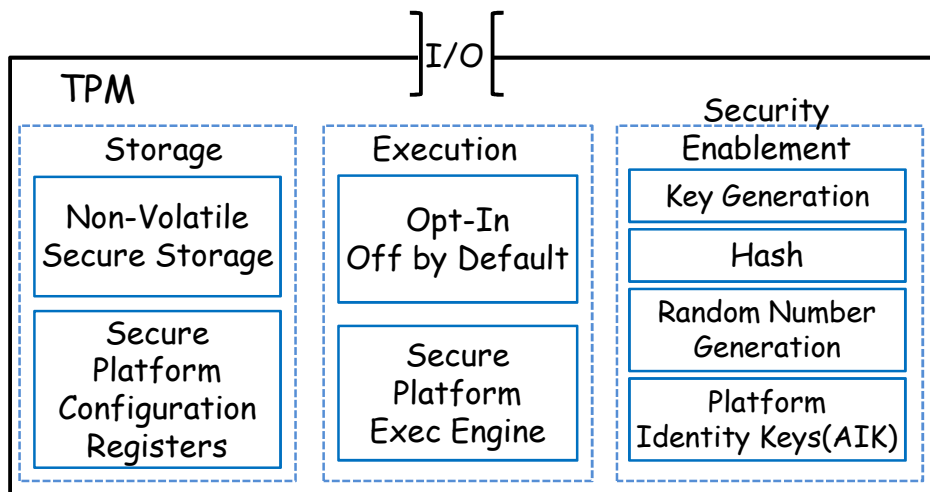 I/O
TPM
Storage
Non-Volatile
Secure Storage
Secure
Platform
Configuration
Registers
Execution
Opt-In
Off by Default
Secure
Platform
Exec Engine
Security
Enablement
Key Generation
Hash
Random Number
Generation
Platform
Identity Keys(AIK)